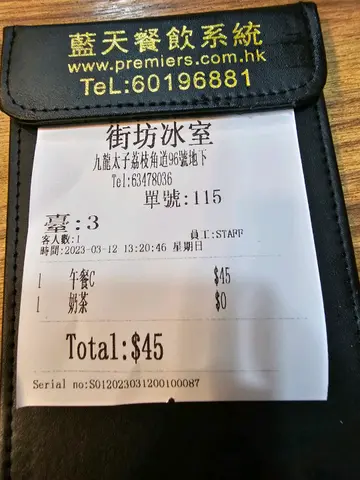 藍天餐飲系統
www.premiers.com.hk
TeL:60196881
街坊冰室
九龍太子荔枝角道96號地下
Tel:63478036
單號:115
臺:3
客人數:1 員工:STAFF
時間:2023-03-12 13:20:46 星期日
1 午餐C $45
1 奶茶 $0
Total:$45
Serial no:S012023031200100087